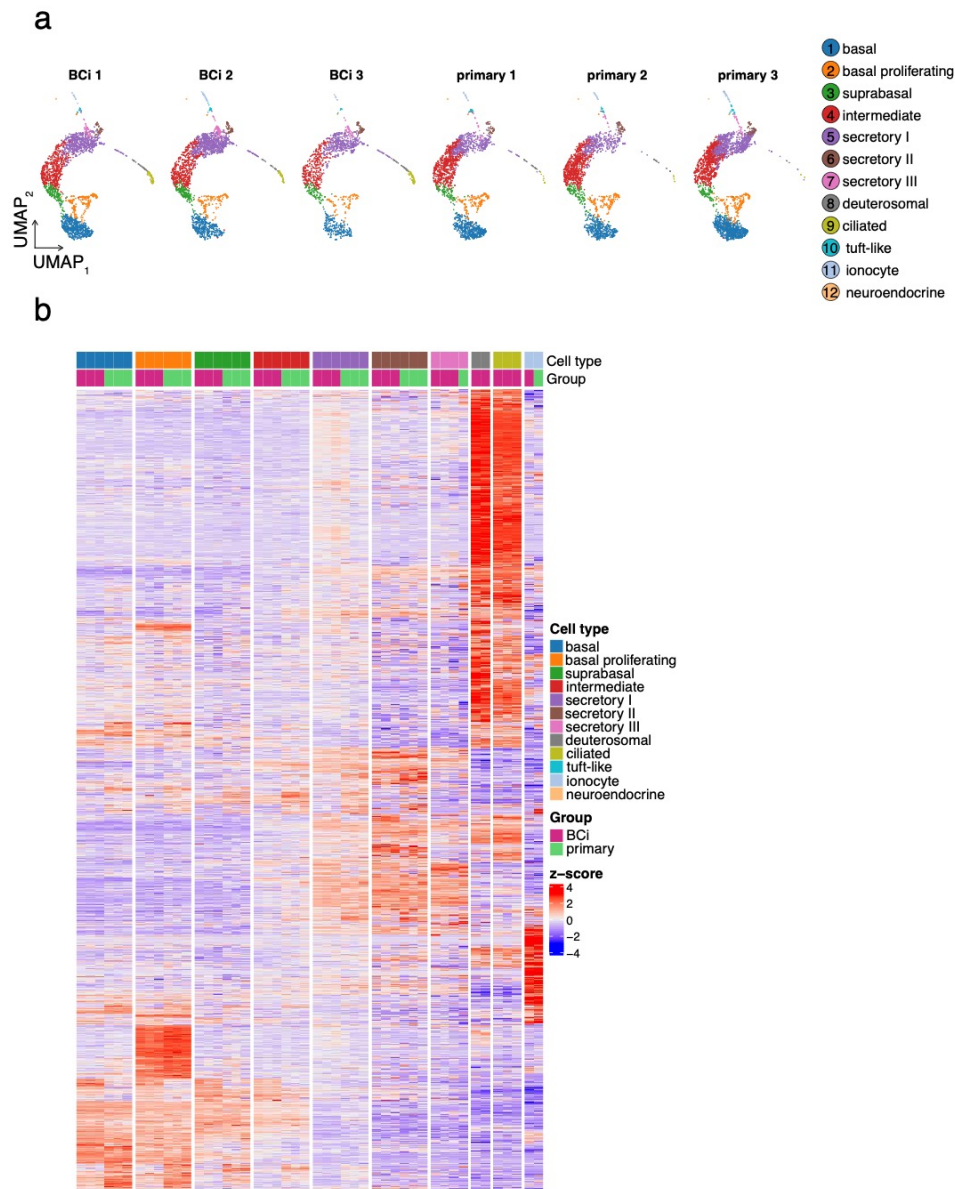 a
BCi 1
BCi 2
BCi 3
primary 1
primary 2
primary 3
UMAP2
UMAP1
1 basal
2 basal proliferating
3 suprabasal
4 intermediate
5 secretory I
6 secretory II
7 secretory III
8 deuterosomal
9 ciliated
10 tuft-like
11 ionocyte
12 neuroendocrine
b
Cell type
Group
Cell type
basal
basal proliferating
suprabasal
intermediate
secretory I
secretory II
secretory III
deuterosomal
ciliated
tuft-like
ionocyte
neuroendocrine
Group
BCi
primary
z-score
4
2
0
-2
-4